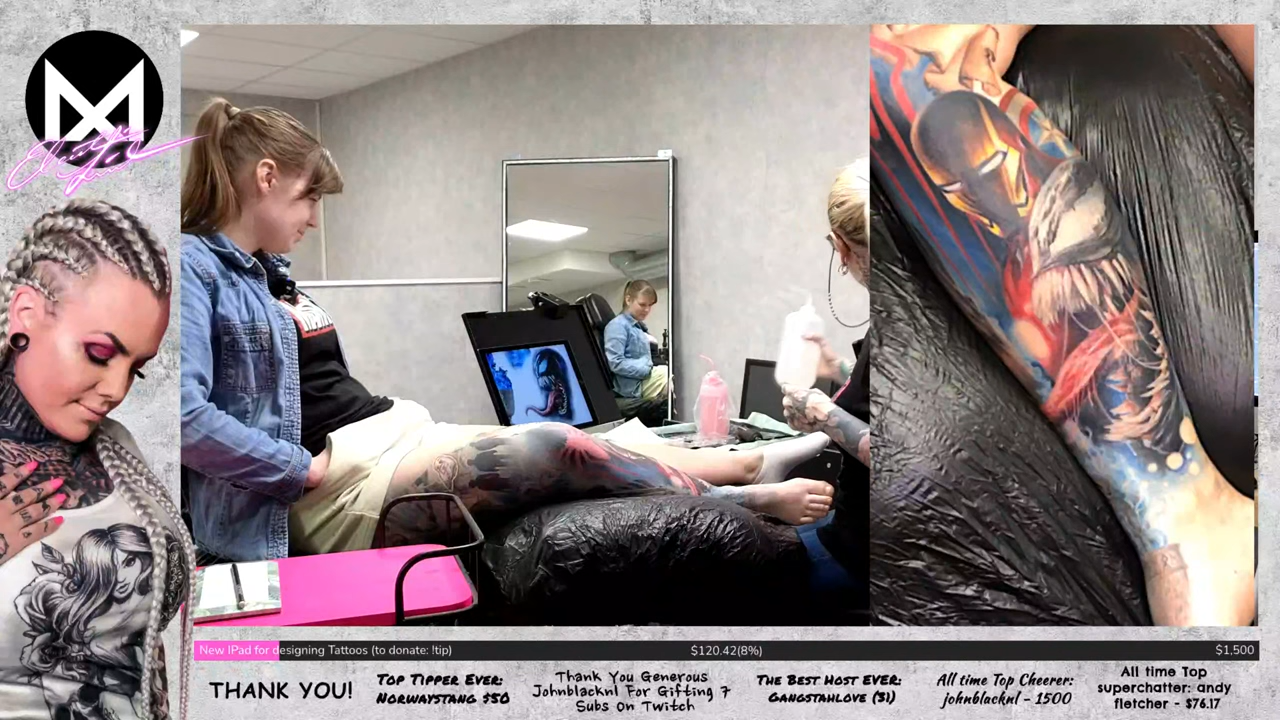 New IPad for designing Tattoos (to donate: !tip)
$120.42(8%)
$1,500
THANK YOU!
TOP TIPPER EVER:
NORWAYSTANG $50
Thank You Generous
Johnblacknl For Gifting 7
Subs On Twitch
THE BEST HOST EVER:
GANGSTAHLOVE (31)
All time Top Cheerer:
johnblacknl - 1500
All time Top
superchatter: andy
fletcher - $76.17